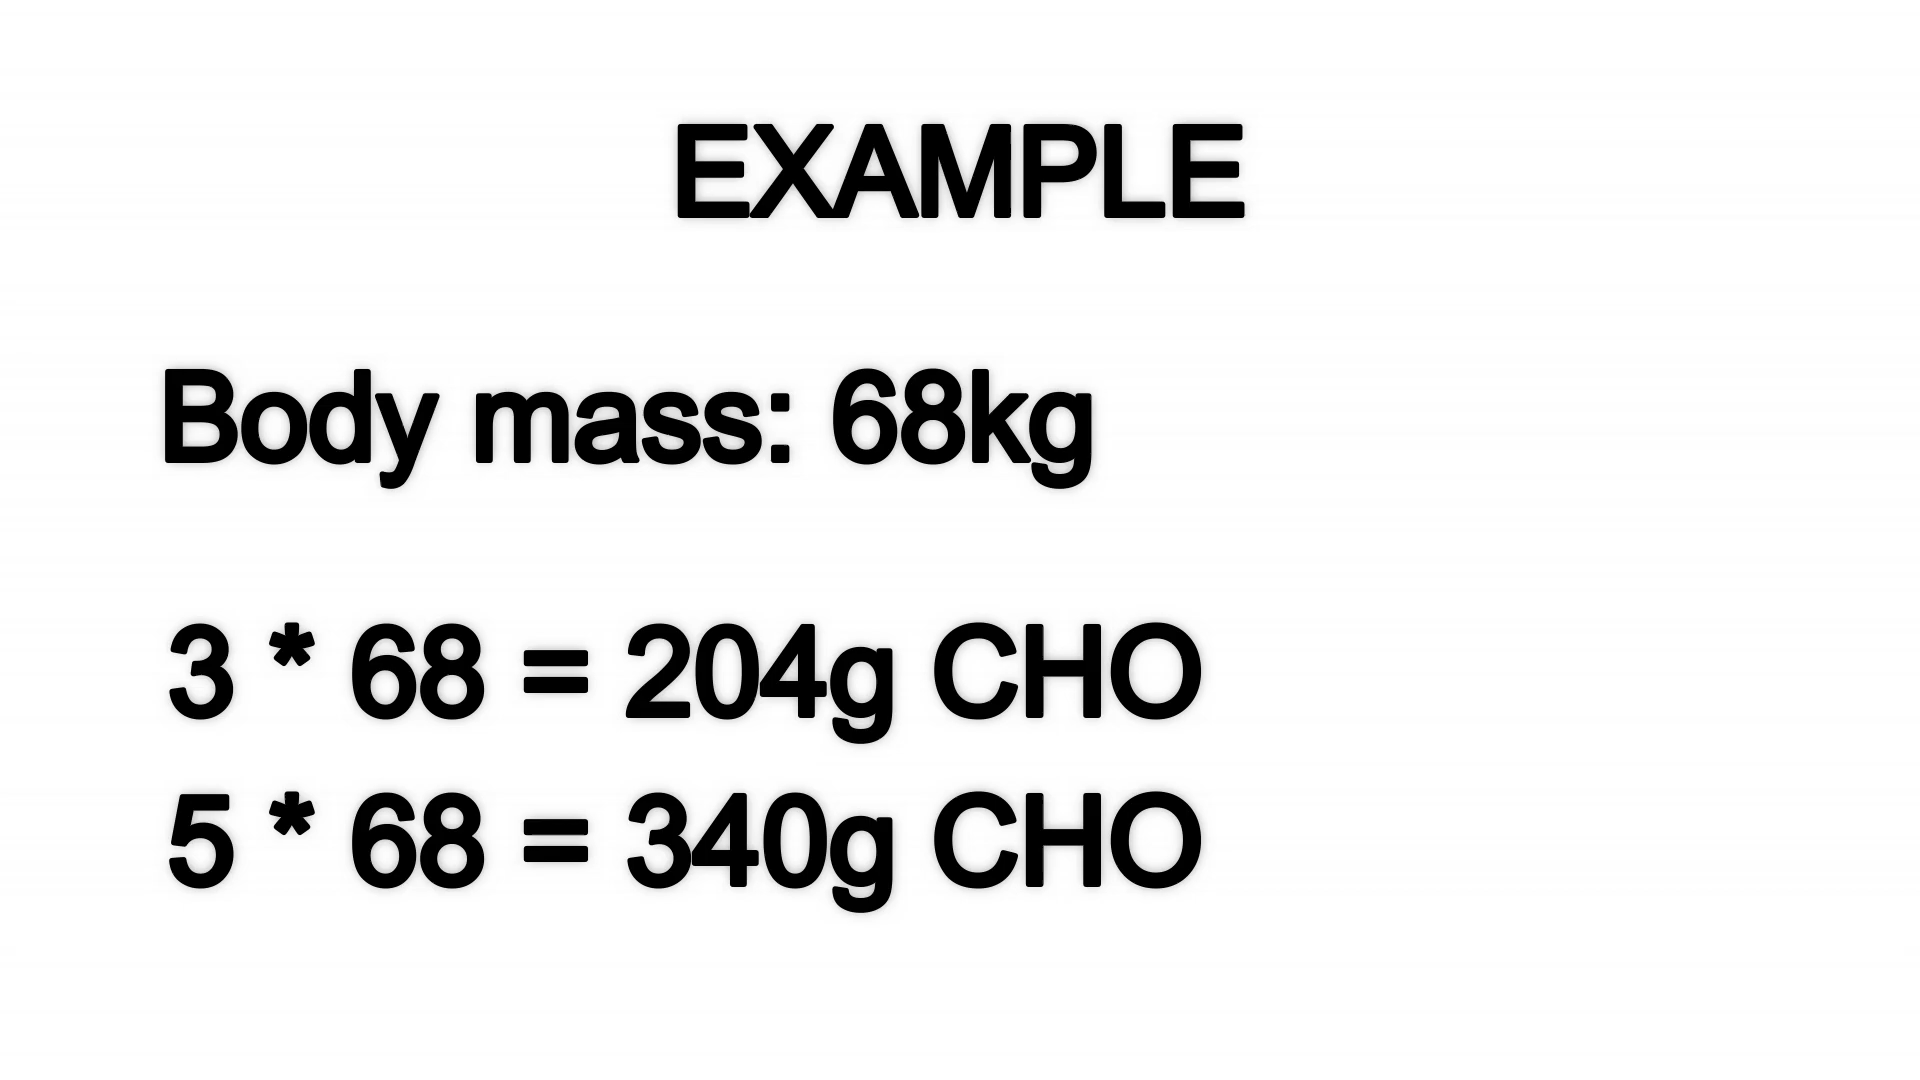 EXAMPLE
Body mass: 68kg
3 * 68 = 204g CHO
5 * 68 = 340g CHO